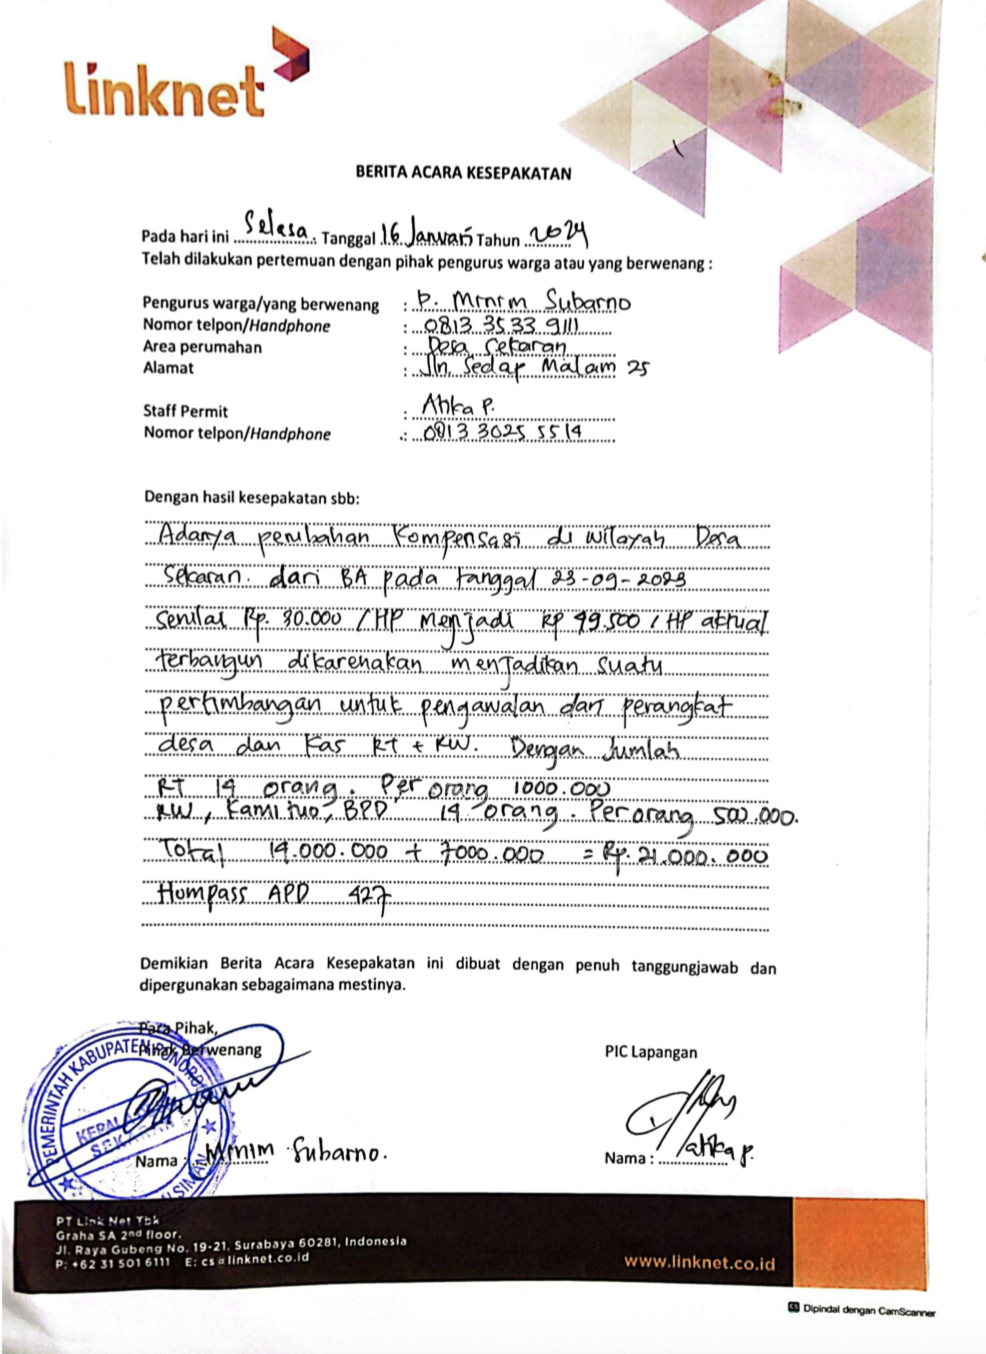 linknet
BERITA ACARA KESEPAKATAN
Pada hari ini Selasa. Tanggal 16 Januari Tahun 2024
Telah dilakukan pertemuan dengan pihak pengurus warga atau yang berwenang :
Pengurus warga/yang berwenang : P. Mrnrm Subarno
Nomor telpon/Handphone : 0813 3533 9111
Area perumahan : Desa Sekaran
Alamat : Jln. Sedap Malam 25
Staff Permit : Atika P.
Nomor telpon/Handphone : 0813 3025 5514
Dengan hasil kesepakatan sbb:
Adanya perubahan Kompensasi di Wilayah Desa
Sekaran. dari BA pada tanggal 23-09-2023
Senilai Rp. 30.000 /HP menjadi Rp 49.500 / HP aktual
terbangun dikarenakan menjadikan suatu
pertimbangan untuk pengawalan dari perangkat
desa dan Kas RT + RW. Dengan Jumlah
RT 14 orang. Per orang 1000.000
RW, Kamituo, BPD 14 orang. Per orang 500.000.
Total 14.000.000 + 7000.000 = Rp. 21.000.000
Hompass APD 427
Demikian Berita Acara Kesepakatan ini dibuat dengan penuh tanggungjawab dan
dipergunakan sebagaimana mestinya.
Para Pihak,
Pihak Berwenang
PIC Lapangan
PEMERINTAH KABUPATEN PONOROGO
KEPALA
SEKARAN
SIMAN
Nama : Mrnrm Subarno.
Nama : Atika P.
PT Link Net Tbk
Graha SA 2nd floor.
Jl. Raya Gubeng No. 19-21. Surabaya 60281, Indonesia
P: +62 31 501 6111 E: cs@linknet.co.id
www.linknet.co.id
CS Dipindai dengan CamScanner